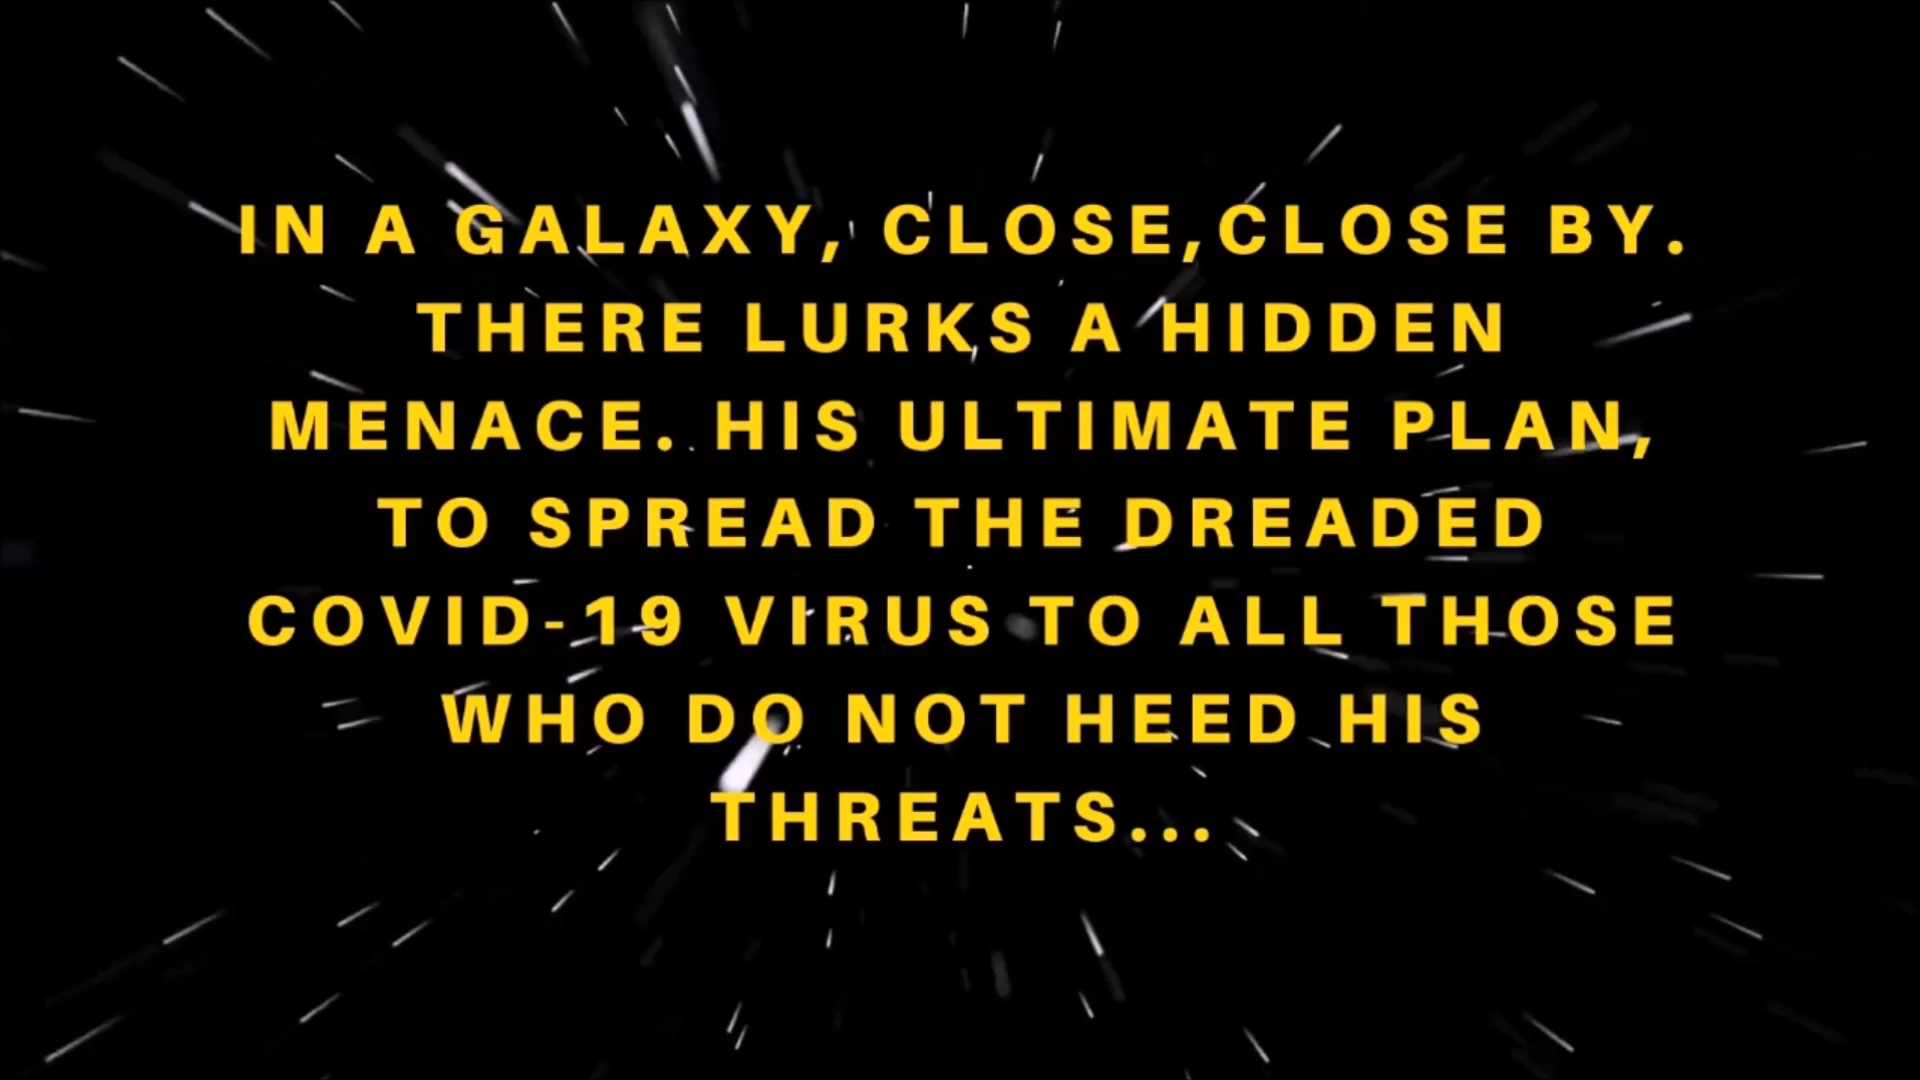 IN A GALAXY, CLOSE,CLOSE BY.
THERE LURKS A HIDDEN
MENACE. HIS ULTIMATE PLAN,
TO SPREAD THE DREADED
COVID-19 VIRUS TO ALL THOSE
WHO DO NOT HEED HIS
THREATS...